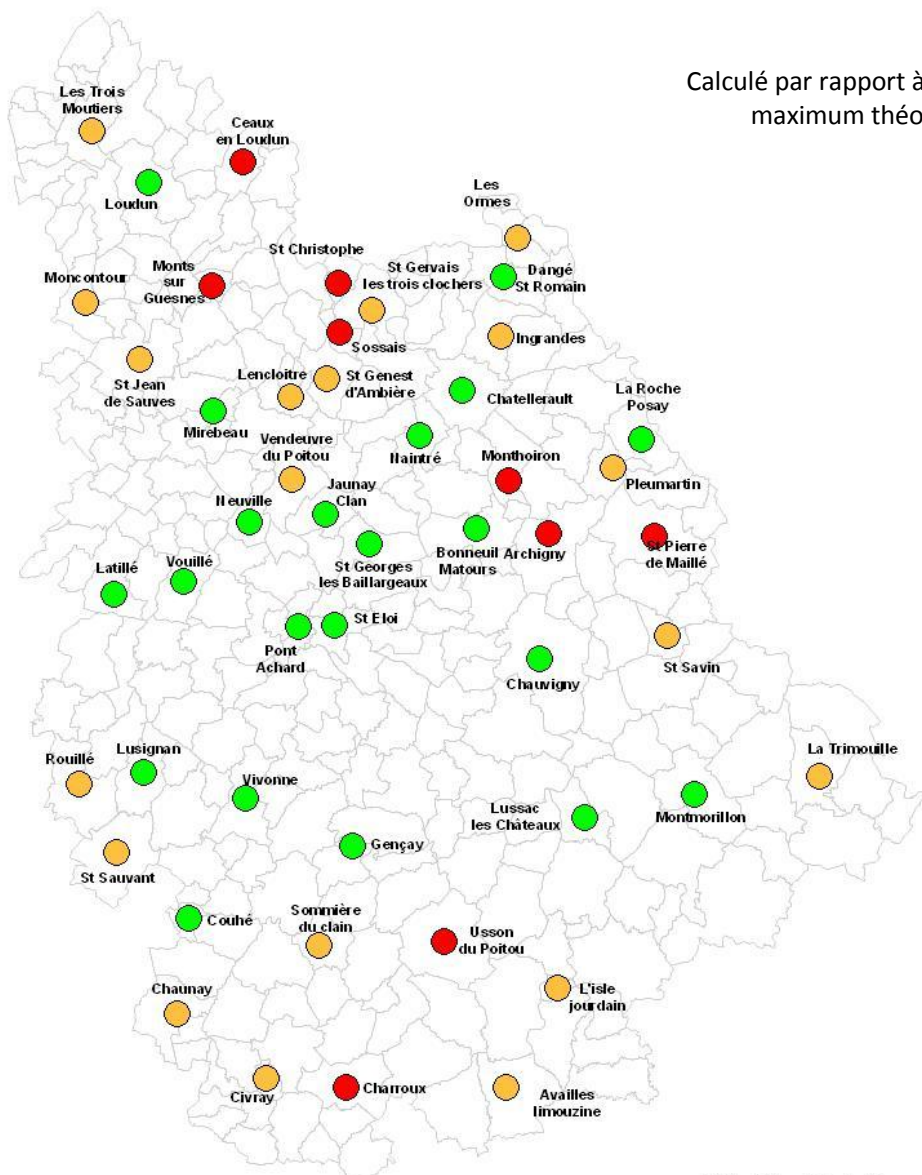 Calculé par rapport à
maximum théo
Les Trois
Moutiers
Ceaux
en Loudun
Loudun
Les
Ormes
St Christophe
St Gervais
les trois clochers
Dangé
St Romain
Moncontour
Monts
sur
Guesnes
Sossais
Ingrandes
St Jean
de Sauves
Lencloitre
St Genest
d'Ambière
Chatellerault
La Roche
Posay
Mirebeau
Vendeuvre
du Poitou
Naintré
Monthoiron
Pleumartin
Neuville
Jaunay
Clan
St Georges
les Baillargeaux
Bonneuil
Matours
Archigny
St Pierre
de Maillé
Latillé
Vouillé
Pont
Achard
St Eloi
Chauvigny
St Savin
Rouillé
Lusignan
Vivonne
La Trimouille
Lussac
les Châteaux
Montmorillon
St Sauvant
Gençay
Couhé
Sommière
du clain
Usson
du Poitou
Chaunay
L'isle
jourdain
Civray
Charroux
Availles
limouzine